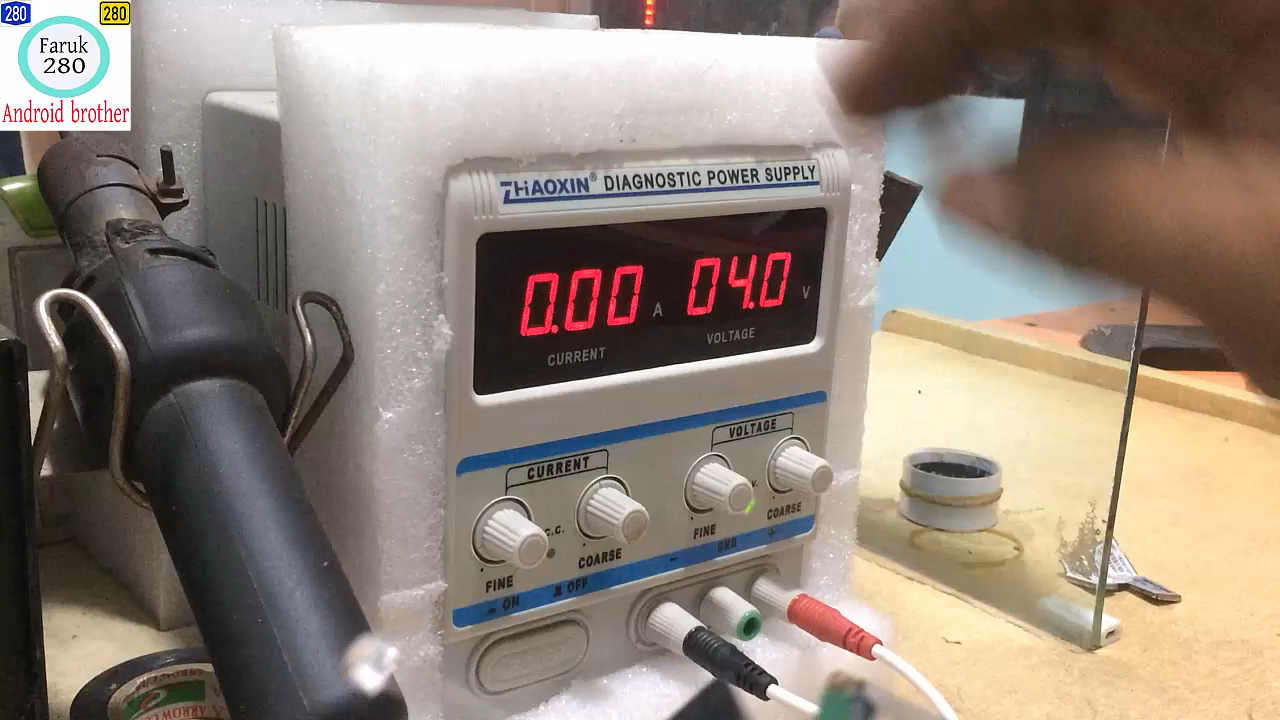 280
280
Faruk
280
Android brother
ZHAOXIN® DIAGNOSTIC POWER SUPPLY
0.00 A
04.0 V
CURRENT
VOLTAGE
CURRENT
VOLTAGE
C.C.
FINE
COARSE
FINE
COARSE
ON
OFF
- GND +